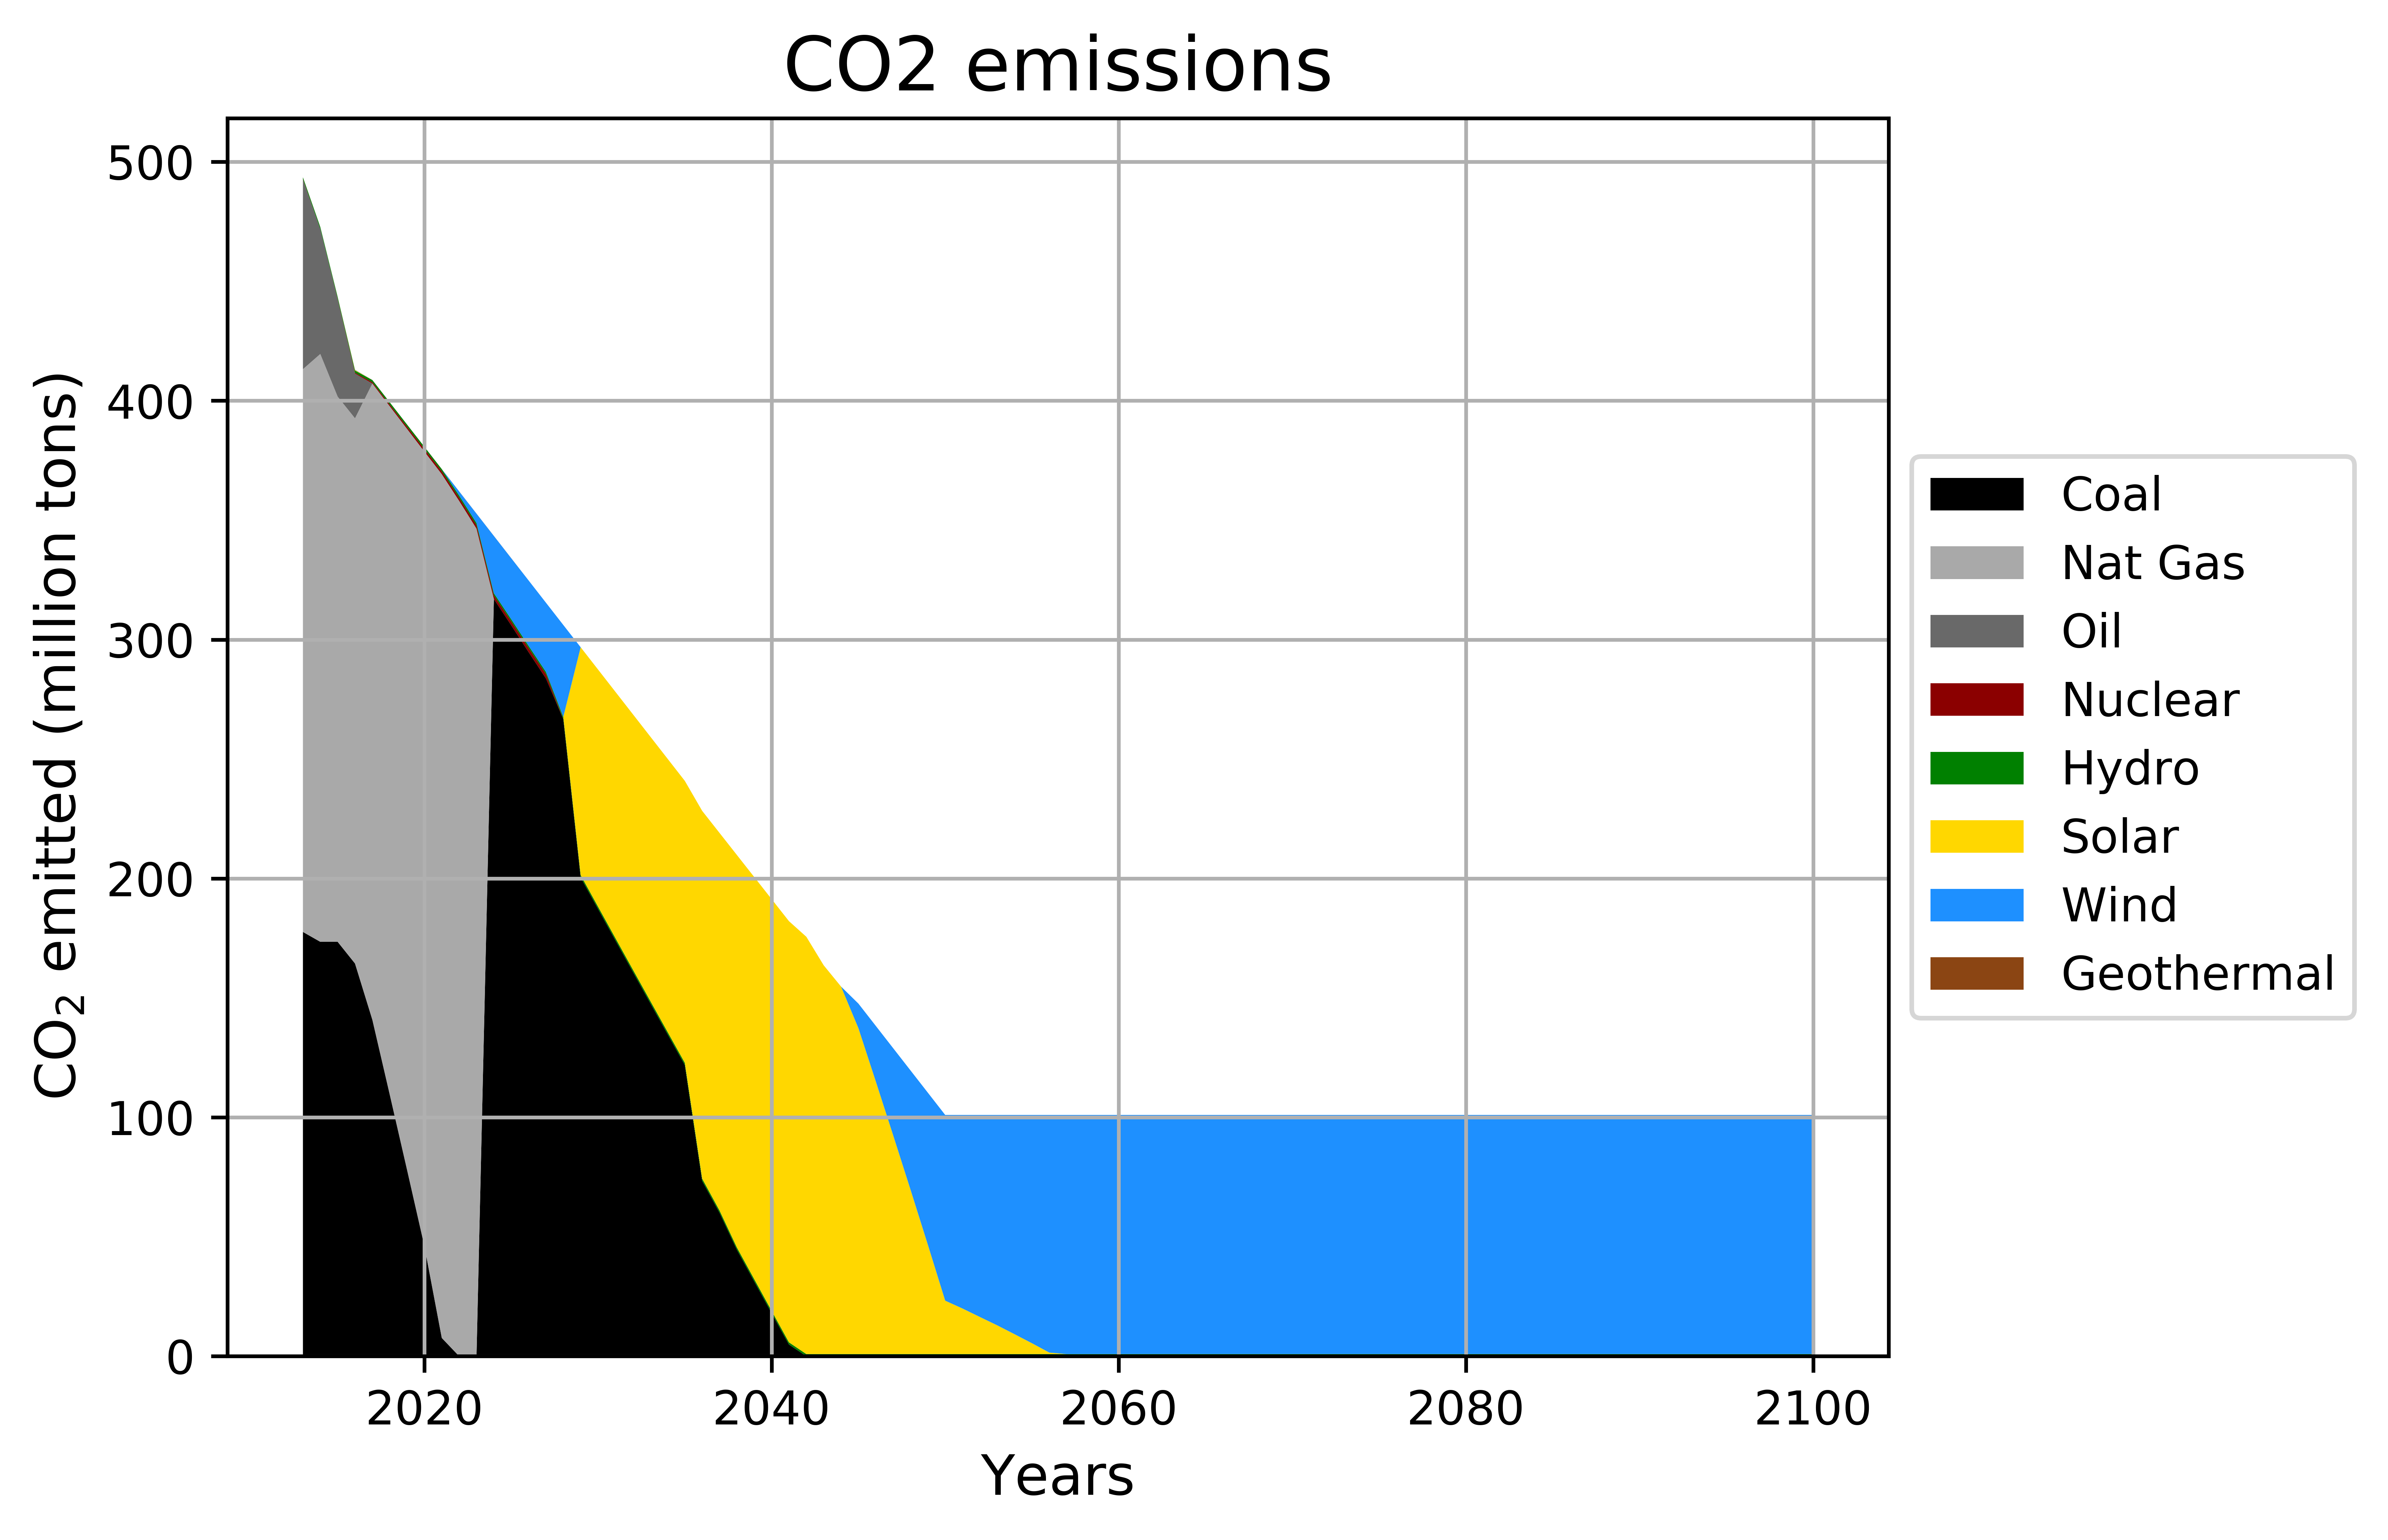 CO2 emissions
CO₂ emitted (million tons)
500
400
300
200
100
0
2020 2040 2060 2080 2100
Years
Coal
Nat Gas
Oil
Nuclear
Hydro
Solar
Wind
Geothermal